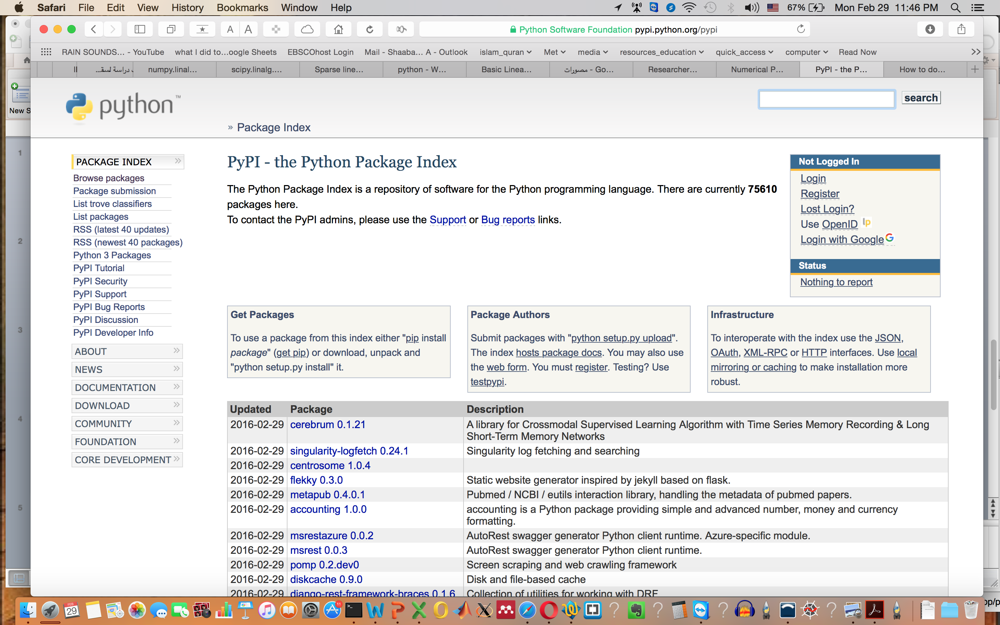 Safari File Edit View History Bookmarks Window Help
67% Mon Feb 29 11:46 PM
A A
Python Software Foundation pypi.python.org/pypi
RAIN SOUNDS... - YouTube what I did to...oogle Sheets EBSCOhost Login Mail - Shaaba... A - Outlook islam_quran Met media resources_education quick_access computer Read Now
numpy.linal... scipy.linalg.... Sparse line... python - W... Basic Linea... مصورات - Go... Researcher... Numerical P... PyPI - the P... How to do...
python™
search
» Package Index
New S
1
2
3
4
5
PACKAGE INDEX »
Browse packages
Package submission
List trove classifiers
List packages
RSS (latest 40 updates)
RSS (newest 40 packages)
Python 3 Packages
PyPI Tutorial
PyPI Security
PyPI Support
PyPI Bug Reports
PyPI Discussion
PyPI Developer Info
ABOUT »
NEWS »
DOCUMENTATION »
DOWNLOAD »
COMMUNITY »
FOUNDATION »
CORE DEVELOPMENT »
PyPI - the Python Package Index
The Python Package Index is a repository of software for the Python programming language. There are currently 75610
packages here.
To contact the PyPI admins, please use the Support or Bug reports links.
Not Logged In
Login
Register
Lost Login?
Use OpenID lp
Login with Google G
Status
Nothing to report
Get Packages
To use a package from this index either "pip install
package" (get pip) or download, unpack and
"python setup.py install" it.
Package Authors
Submit packages with "python setup.py upload".
The index hosts package docs. You may also use
the web form. You must register. Testing? Use
testpypi.
Infrastructure
To interoperate with the index use the JSON,
OAuth, XML-RPC or HTTP interfaces. Use local
mirroring or caching to make installation more
robust.
Updated Package Description
2016-02-29 cerebrum 0.1.21 A library for Crossmodal Supervised Learning Algorithm with Time Series Memory Recording & Long
Short-Term Memory Networks
2016-02-29 singularity-logfetch 0.24.1 Singularity log fetching and searching
2016-02-29 centrosome 1.0.4
2016-02-29 flekky 0.3.0 Static website generator inspired by jekyll based on flask.
2016-02-29 metapub 0.4.0.1 Pubmed / NCBI / eutils interaction library, handling the metadata of pubmed papers.
2016-02-29 accounting 1.0.0 accounting is a Python package providing simple and advanced number, money and currency
formatting.
2016-02-29 msrestazure 0.0.2 AutoRest swagger generator Python client runtime. Azure-specific module.
2016-02-29 msrest 0.0.3 AutoRest swagger generator Python client runtime.
2016-02-29 pomp 0.2.dev0 Screen scraping and web crawling framework
2016-02-29 diskcache 0.9.0 Disk and file-based cache
2016-02-29 django-rest-framework-braces 0.1.6 Collection of utilities for working with DRF
op/p
FEB
29
11